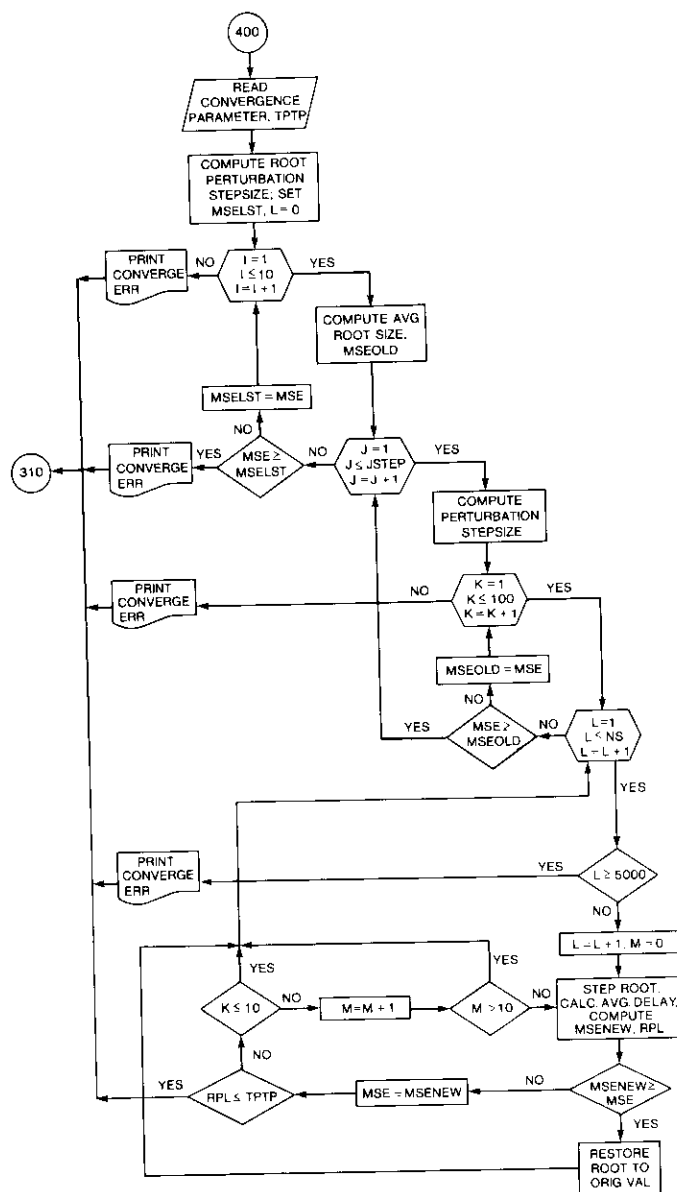 400
READ
CONVERGENCE
PARAMETER, TPTP
COMPUTE ROOT
PERTURBATION
STEPSIZE; SET
MSELST, L = 0
PRINT
CONVERGE
ERR
NO
I = 1
I ≤ 10
I = I + 1
YES
COMPUTE AVG
ROOT SIZE,
MSEOLD
MSELST = MSE
NO
310
PRINT
CONVERGE
ERR
YES
MSE ≥
MSELST
NO
J = 1
J ≤ JSTEP
J = J + 1
YES
COMPUTE
PERTURBATION
STEPSIZE
PRINT
CONVERGE
ERR
NO
K = 1
K ≤ 100
K = K + 1
YES
MSEOLD = MSE
NO
YES
MSE ≥
MSEOLD
NO
L = 1
L ≤ NS
L = L + 1
YES
PRINT
CONVERGE
ERR
YES
L ≥ 5000
NO
L = L + 1, M = 0
YES
YES
K ≤ 10
NO
M = M + 1
M > 10
NO
STEP ROOT,
CALC. AVG. DELAY,
COMPUTE
MSENEW, RPL
NO
YES
RPL ≤ TPTP
MSE = MSENEW
NO
MSENEW ≥
MSE
YES
RESTORE
ROOT TO
ORIG VAL